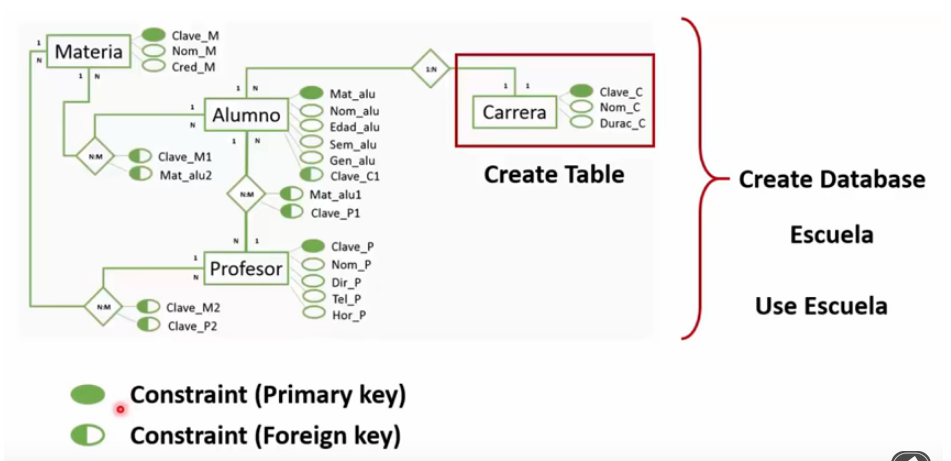 Materia
Clave_M
Nom_M
Cred_M
1
N
1 N
1
N
N:M
Clave_M1
Mat_alu2
Alumno
1 N
Mat_alu
Nom_alu
Edad_alu
Sem_alu
Gen_alu
Clave_C1
1 N
N:M
Mat_alu1
Clave_P1
N 1
Profesor
1
N
Clave_P
Nom_P
Dir_P
Tel_P
Hor_P
N:M
Clave_M2
Clave_P2
1:N
1 1
Carrera
Clave_C
Nom_C
Durac_C
Create Table
Create Database
Escuela
Use Escuela
Constraint (Primary key)
Constraint (Foreign key)